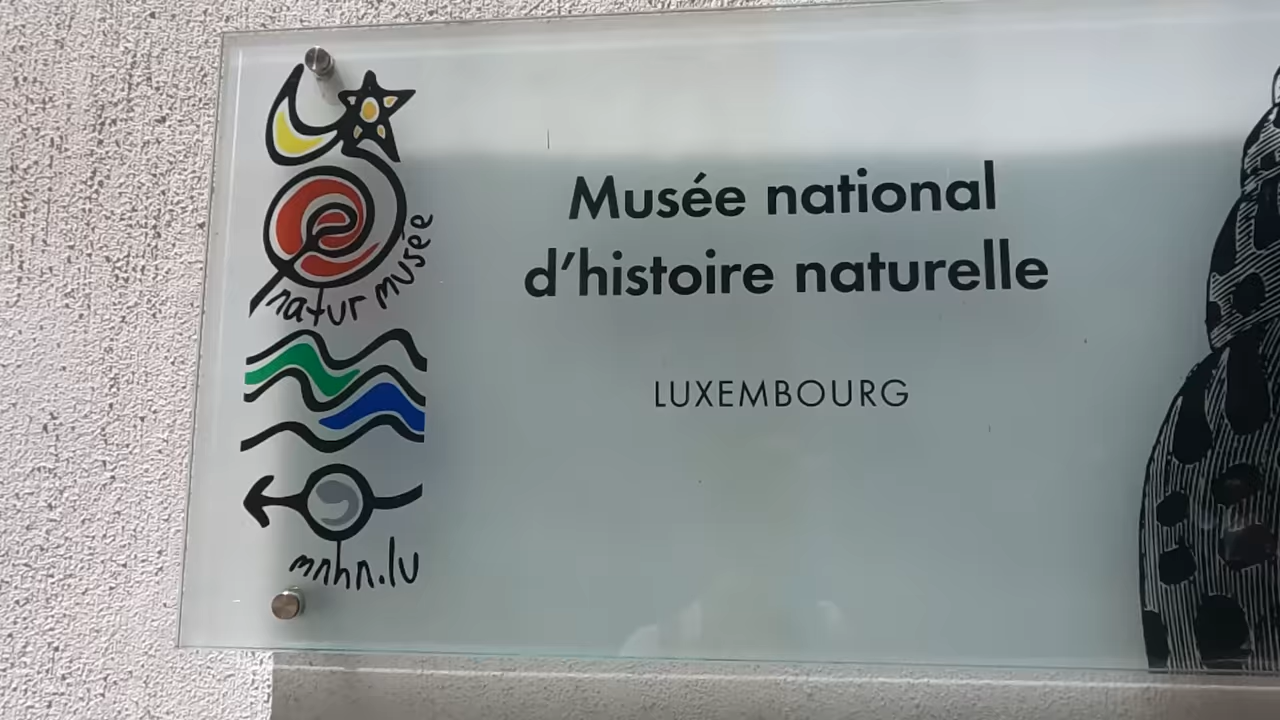 natur musée
mnhn.lu
Musée national
d'histoire naturelle
LUXEMBOURG